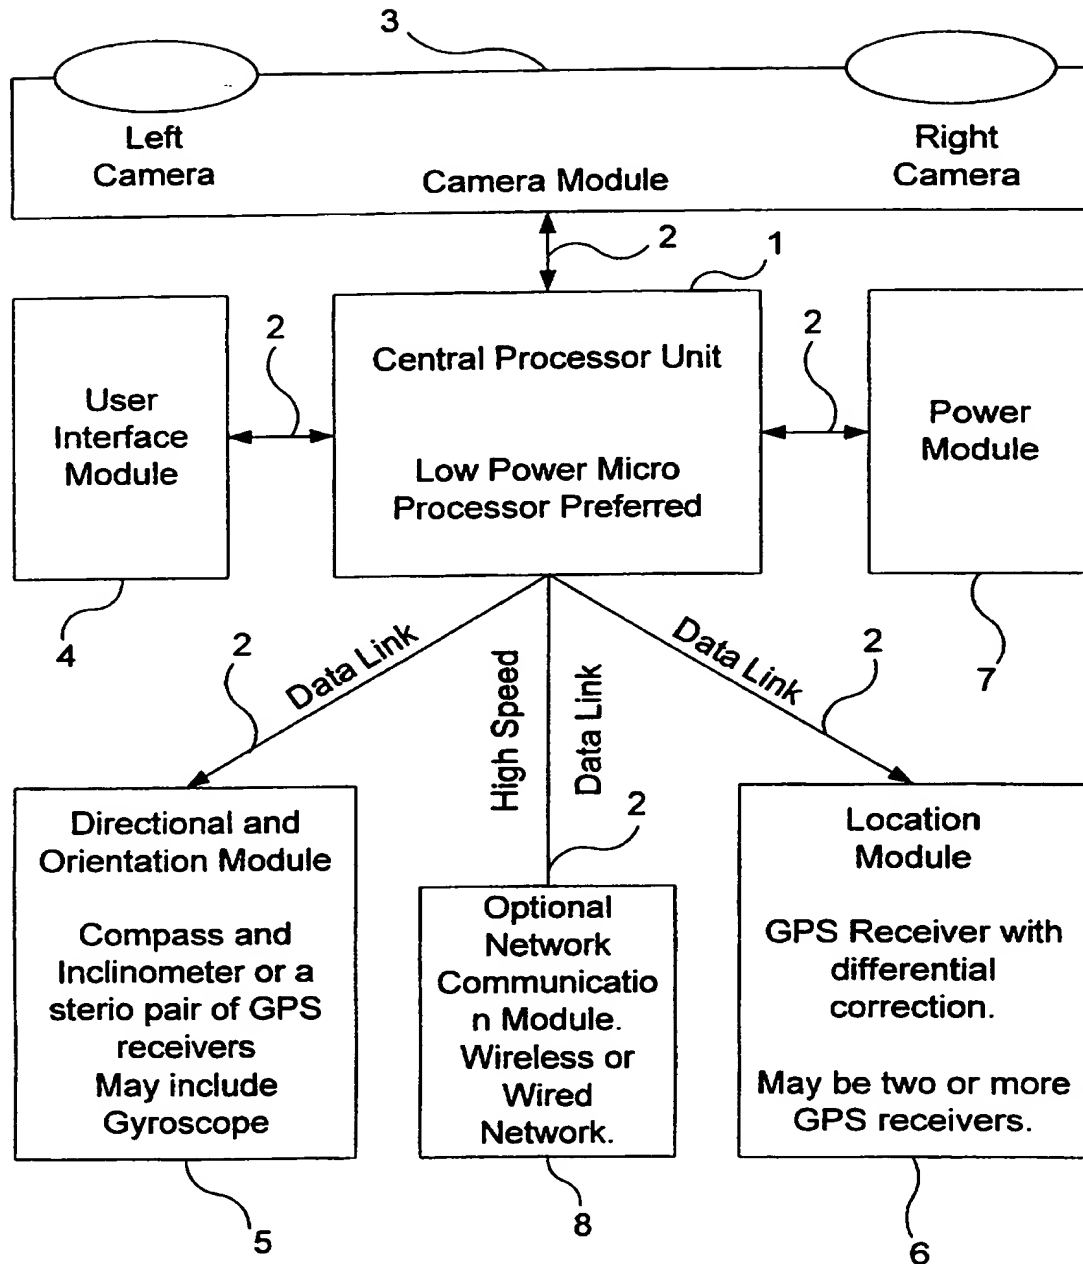 3
Left
Camera
Right
Camera
Camera Module
2
1
User
Interface
Module
2
Central Processor Unit
Low Power Micro
Processor Preferred
2
Power
Module
4
7
2
Data Link
High Speed
Data Link
Data Link
2
2
Directional and
Orientation Module
Compass and
Inclinometer or a
sterio pair of GPS
receivers
May include
Gyroscope
Optional
Network
Communicatio
n Module.
Wireless or
Wired
Network.
Location
Module
GPS Receiver with
differential
correction.
May be two or more
GPS receivers.
5
8
6